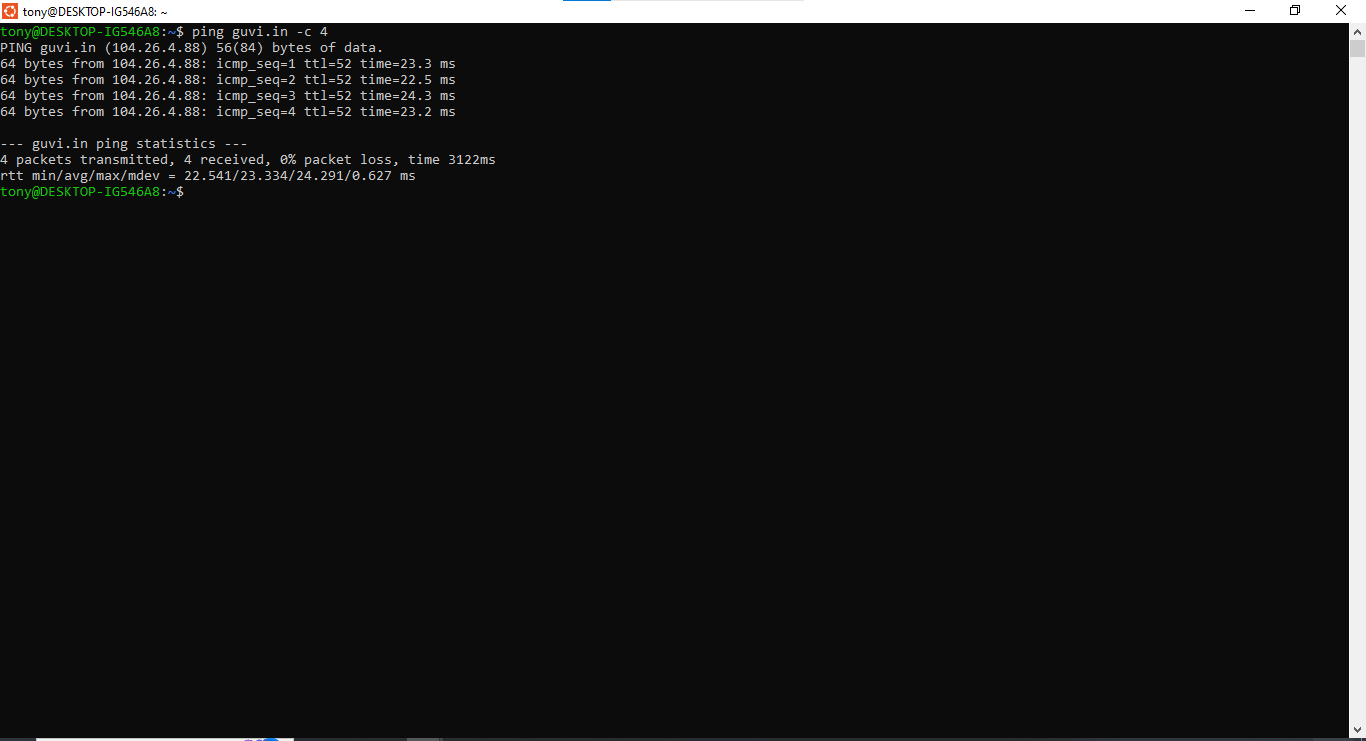 tony@DESKTOP-IG546A8: ~
tony@DESKTOP-IG546A8:~$ ping guvi.in -c 4
PING guvi.in (104.26.4.88) 56(84) bytes of data.
64 bytes from 104.26.4.88: icmp_seq=1 ttl=52 time=23.3 ms
64 bytes from 104.26.4.88: icmp_seq=2 ttl=52 time=22.5 ms
64 bytes from 104.26.4.88: icmp_seq=3 ttl=52 time=24.3 ms
64 bytes from 104.26.4.88: icmp_seq=4 ttl=52 time=23.2 ms
--- guvi.in ping statistics ---
4 packets transmitted, 4 received, 0% packet loss, time 3122ms
rtt min/avg/max/mdev = 22.541/23.334/24.291/0.627 ms
tony@DESKTOP-IG546A8:~$